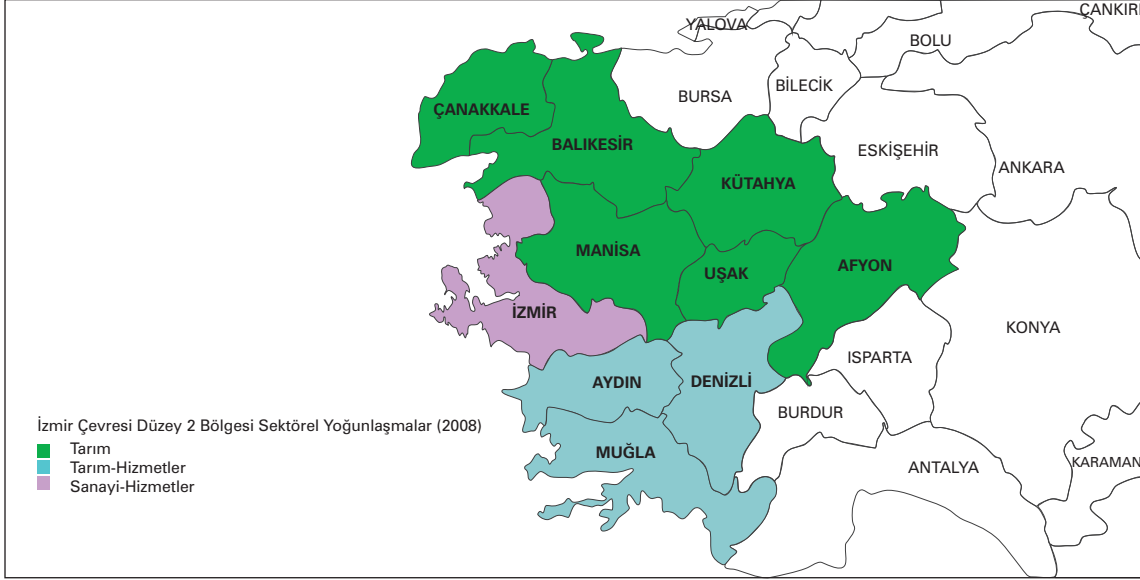 ÇANKIRI
YALOVA
BOLU
BURSA
BİLECİK
ÇANAKKALE
BALIKESİR
ESKİŞEHİR
ANKARA
KÜTAHYA
MANİSA
UŞAK
AFYON
İZMİR
KONYA
ISPARTA
AYDIN
DENİZLİ
BURDUR
İzmir Çevresi Düzey 2 Bölgesi Sektörel Yoğunlaşmalar (2008)
Tarım
Tarım-Hizmetler
Sanayi-Hizmetler
MUĞLA
ANTALYA
KARAMAN